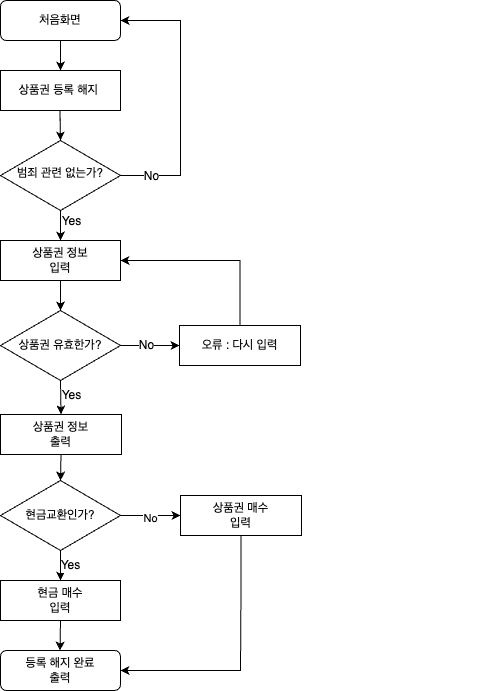 처음화면
상품권 등록 해지
범죄 관련 없는가?
No
Yes
상품권 정보
입력
상품권 유효한가?
No
오류 : 다시 입력
Yes
상품권 정보
출력
현금교환인가?
No
상품권 매수
입력
Yes
현금 매수
입력
등록 해지 완료
출력